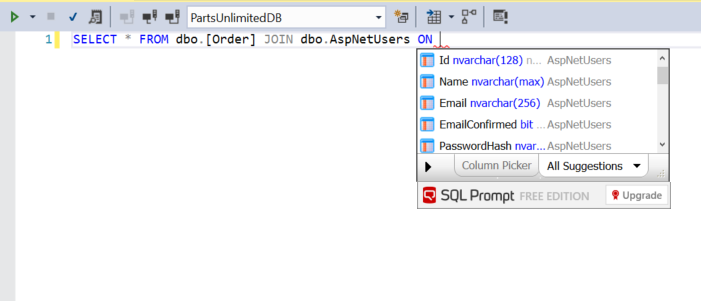 PartsUnlimitedDB
1 SELECT * FROM dbo.[Order] JOIN dbo.AspNetUsers ON
Id nvarchar(128) n... AspNetUsers
Name nvarchar(max) AspNetUsers
Email nvarchar(256) AspNetUsers
EmailConfirmed bit ... AspNetUsers
PasswordHash nvar... AspNetUsers
Column Picker All Suggestions
SQL Prompt FREE EDITION Upgrade